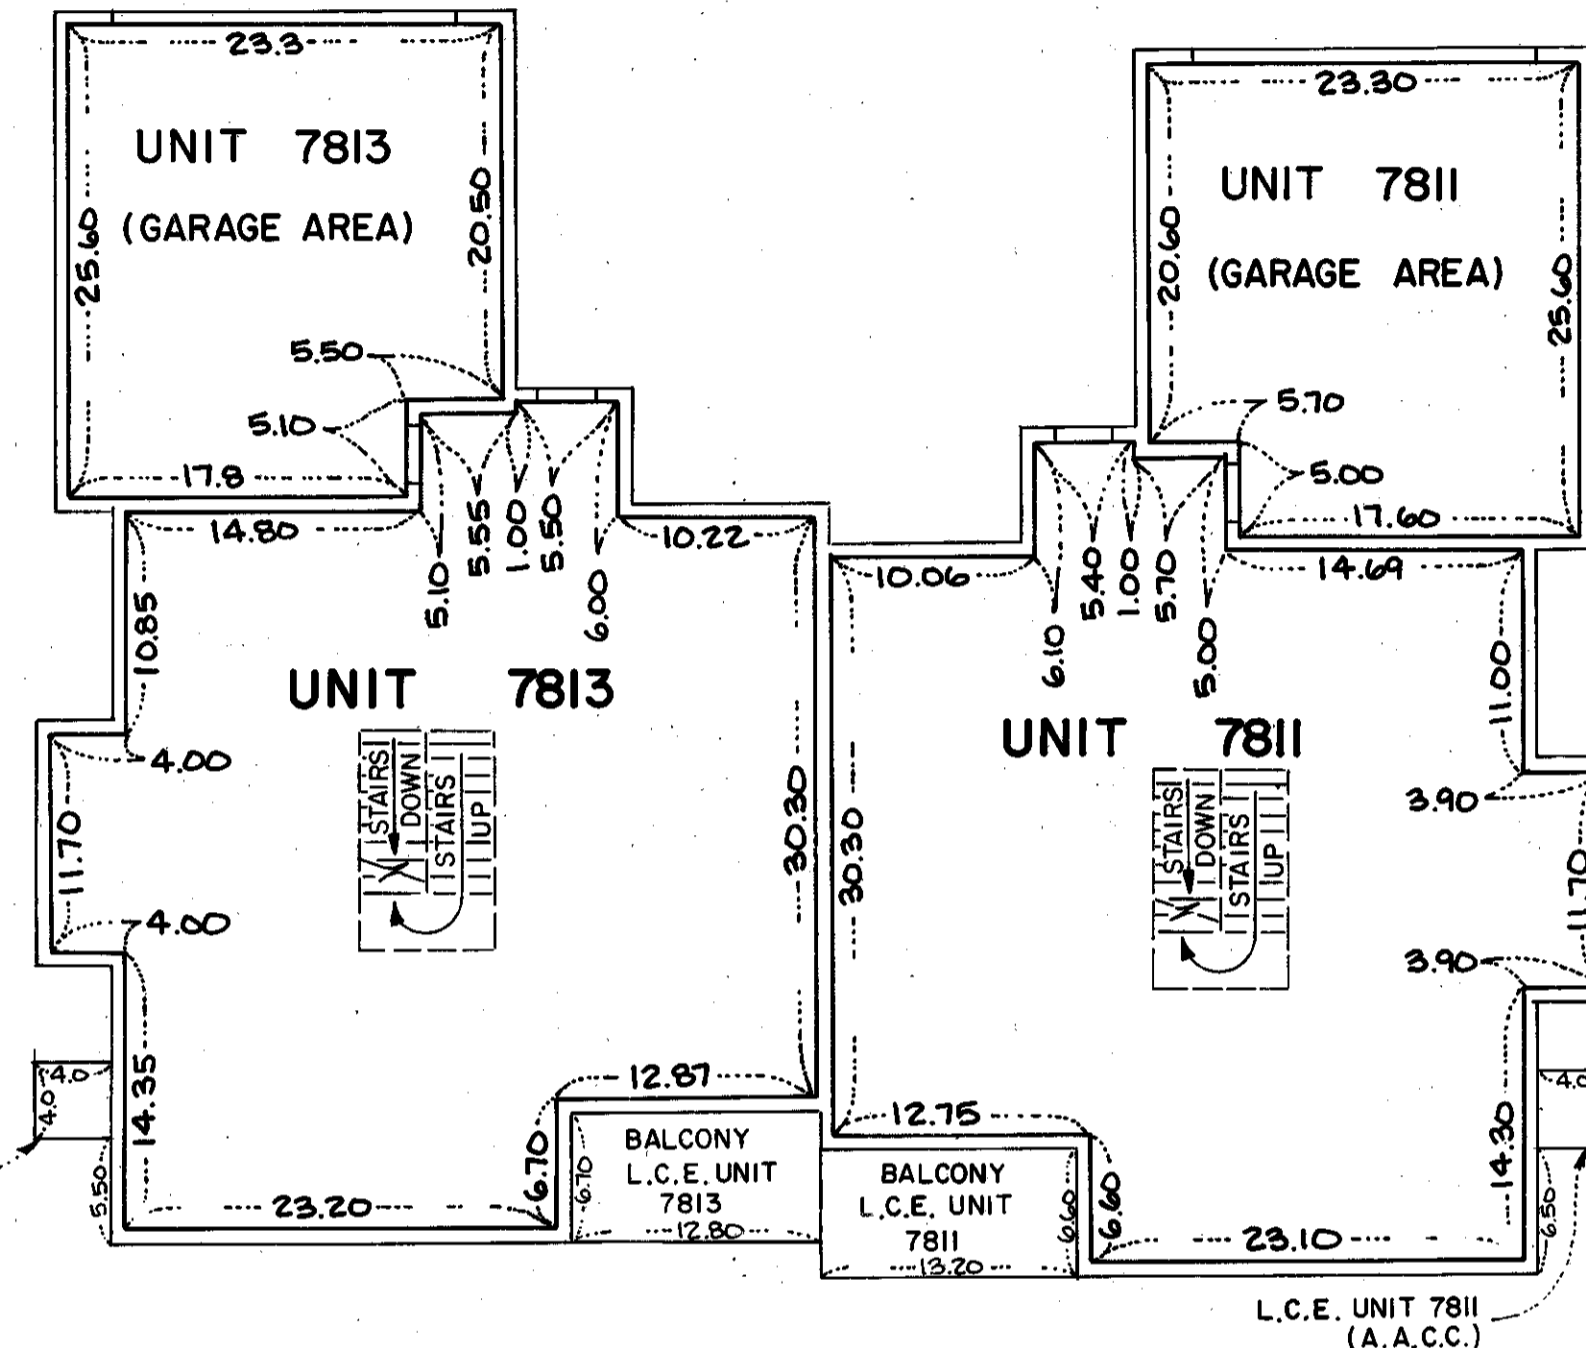 23.3
UNIT 7813
(GARAGE AREA)
25.60
20.50
5.50
5.10
17.8
14.80
5.10
5.55
1.00
5.50
6.00
10.22
10.85
UNIT 7813
4.00
11.70
4.00
STAIRS
DOWN
STAIRS
UP
30.30
14.35
4.0
4.0
5.50
23.20
6.70
12.87
6.70
BALCONY
L.C.E. UNIT
7813
12.80
23.30
UNIT 7811
(GARAGE AREA)
20.60
25.60
5.70
5.00
17.60
10.06
6.10
5.40
1.00
5.70
5.00
14.69
11.00
UNIT 7811
3.90
11.70
3.90
STAIRS
DOWN
STAIRS
UP
30.30
12.75
BALCONY
L.C.E. UNIT
7811
13.20
6.60
6.60
23.10
14.30
4.0
6.50
L.C.E. UNIT 7811
(A.A.C.C.)